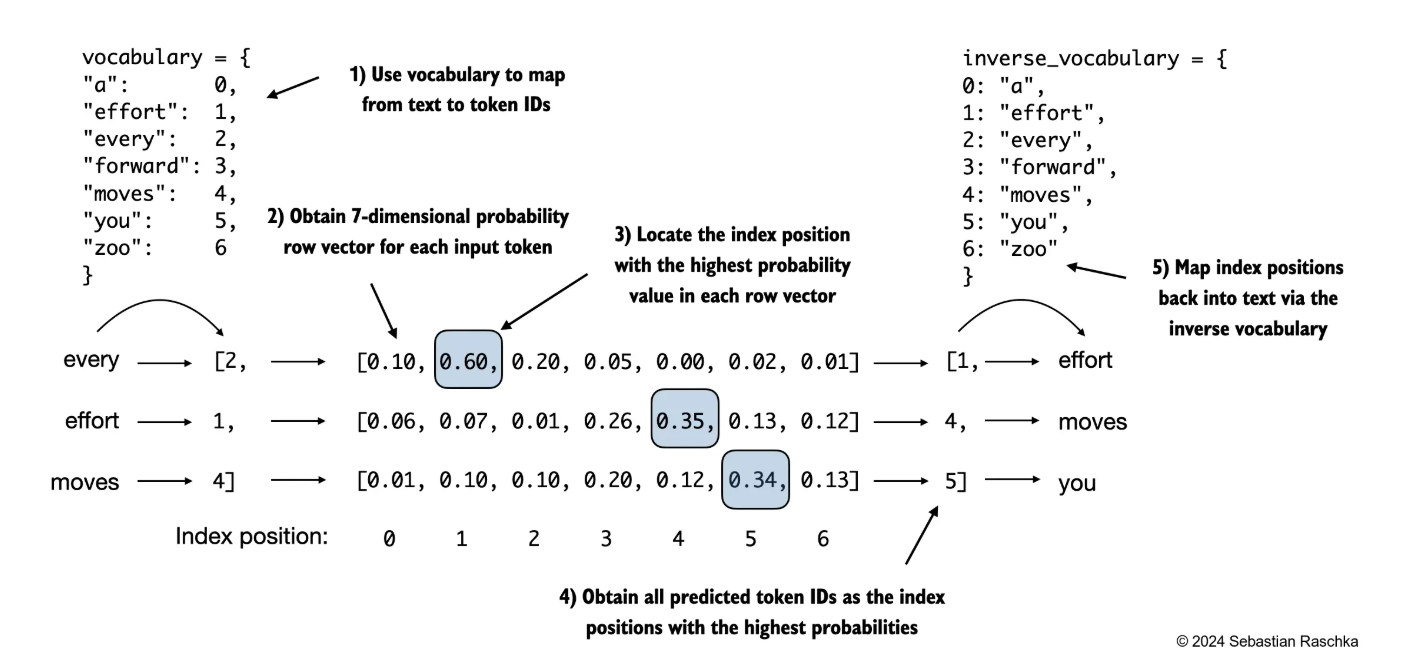 vocabulary = {
"a": 0,
"effort": 1,
"every": 2,
"forward": 3,
"moves": 4,
"you": 5,
"zoo": 6
}
1) Use vocabulary to map
from text to token IDs
2) Obtain 7-dimensional probability
row vector for each input token
3) Locate the index position
with the highest probability
value in each row vector
inverse_vocabulary = {
0: "a",
1: "effort",
2: "every",
3: "forward",
4: "moves",
5: "you",
6: "zoo"
}
5) Map index positions
back into text via the
inverse vocabulary
every [2, [0.10, 0.60, 0.20, 0.05, 0.00, 0.02, 0.01] [1, effort
effort 1, [0.06, 0.07, 0.01, 0.26, 0.35, 0.13, 0.12] 4, moves
moves 4] [0.01, 0.10, 0.10, 0.20, 0.12, 0.34, 0.13] 5] you
Index position: 0 1 2 3 4 5 6
4) Obtain all predicted token IDs as the index
positions with the highest probabilities
© 2024 Sebastian Raschka